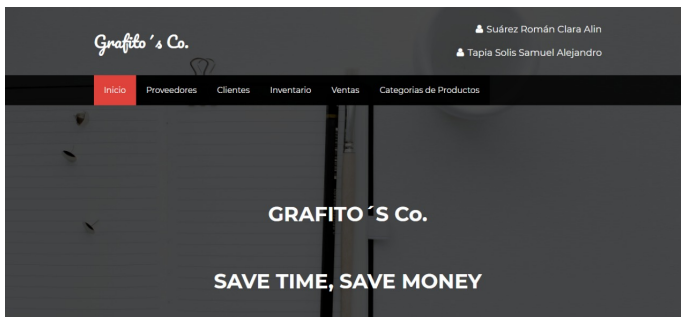 Grafito´s Co.
Suárez Román Clara Alin
Tapia Solis Samuel Alejandro
Inicio Proveedores Clientes Inventario Ventas Categorias de Productos
GRAFITO´S Co.
SAVE TIME, SAVE MONEY